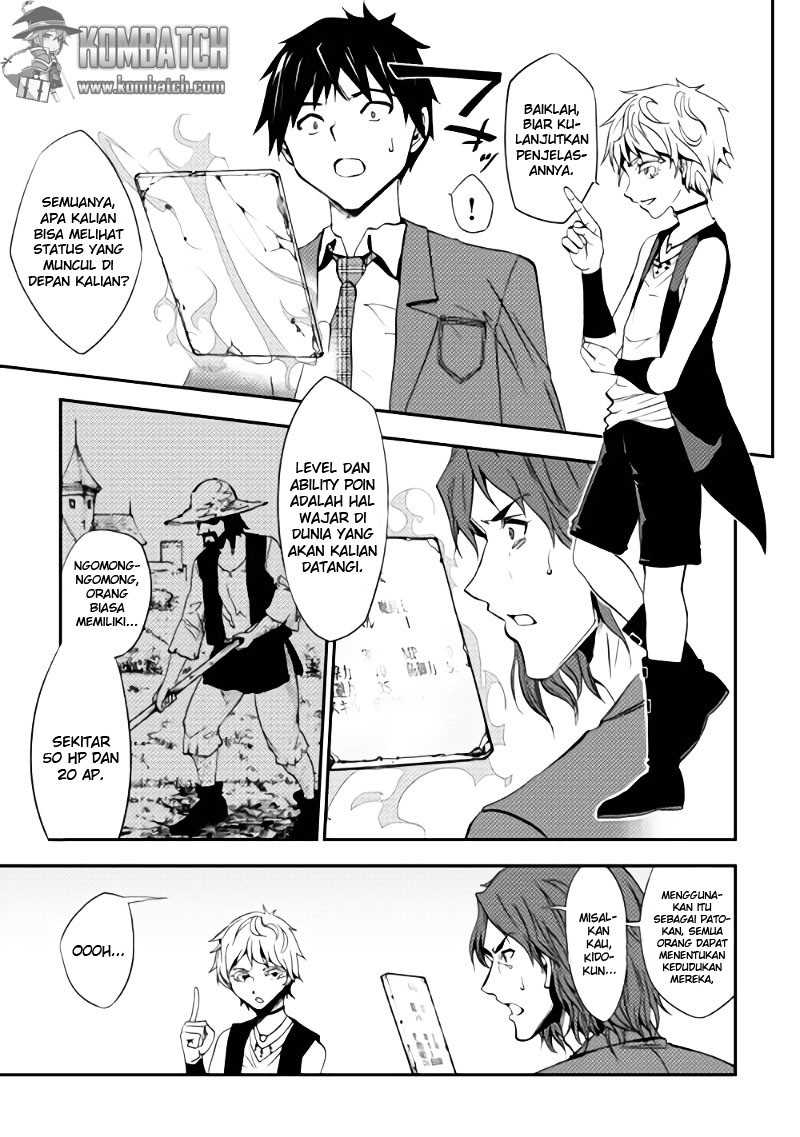 KOMBATCH
www.kombatch.com
BAIKLAH,
BIAR KU-
LANJUTKAN
PENJELAS-
ANNYA.
!
SEMUANYA,
APA KALIAN
BISA MELIHAT
STATUS YANG
MUNCUL DI
DEPAN KALIAN?
LEVEL DAN
ABILITY POIN
ADALAH HAL
WAJAR DI
DUNIA YANG
AKAN KALIAN
DATANGI.
NGOMONG-
NGOMONG,
ORANG
BIASA
MEMILIKI...
SEKITAR
50 HP DAN
20 AP.
MENGGUNA-
KAN ITU
SEBAGAI PATO-
KAN, SEMUA
ORANG DAPAT
MENENTUKAN
KEDUDUKAN
MEREKA,
MISAL-
KAN
KAU,
KIDO-
KUN...
OOOH...